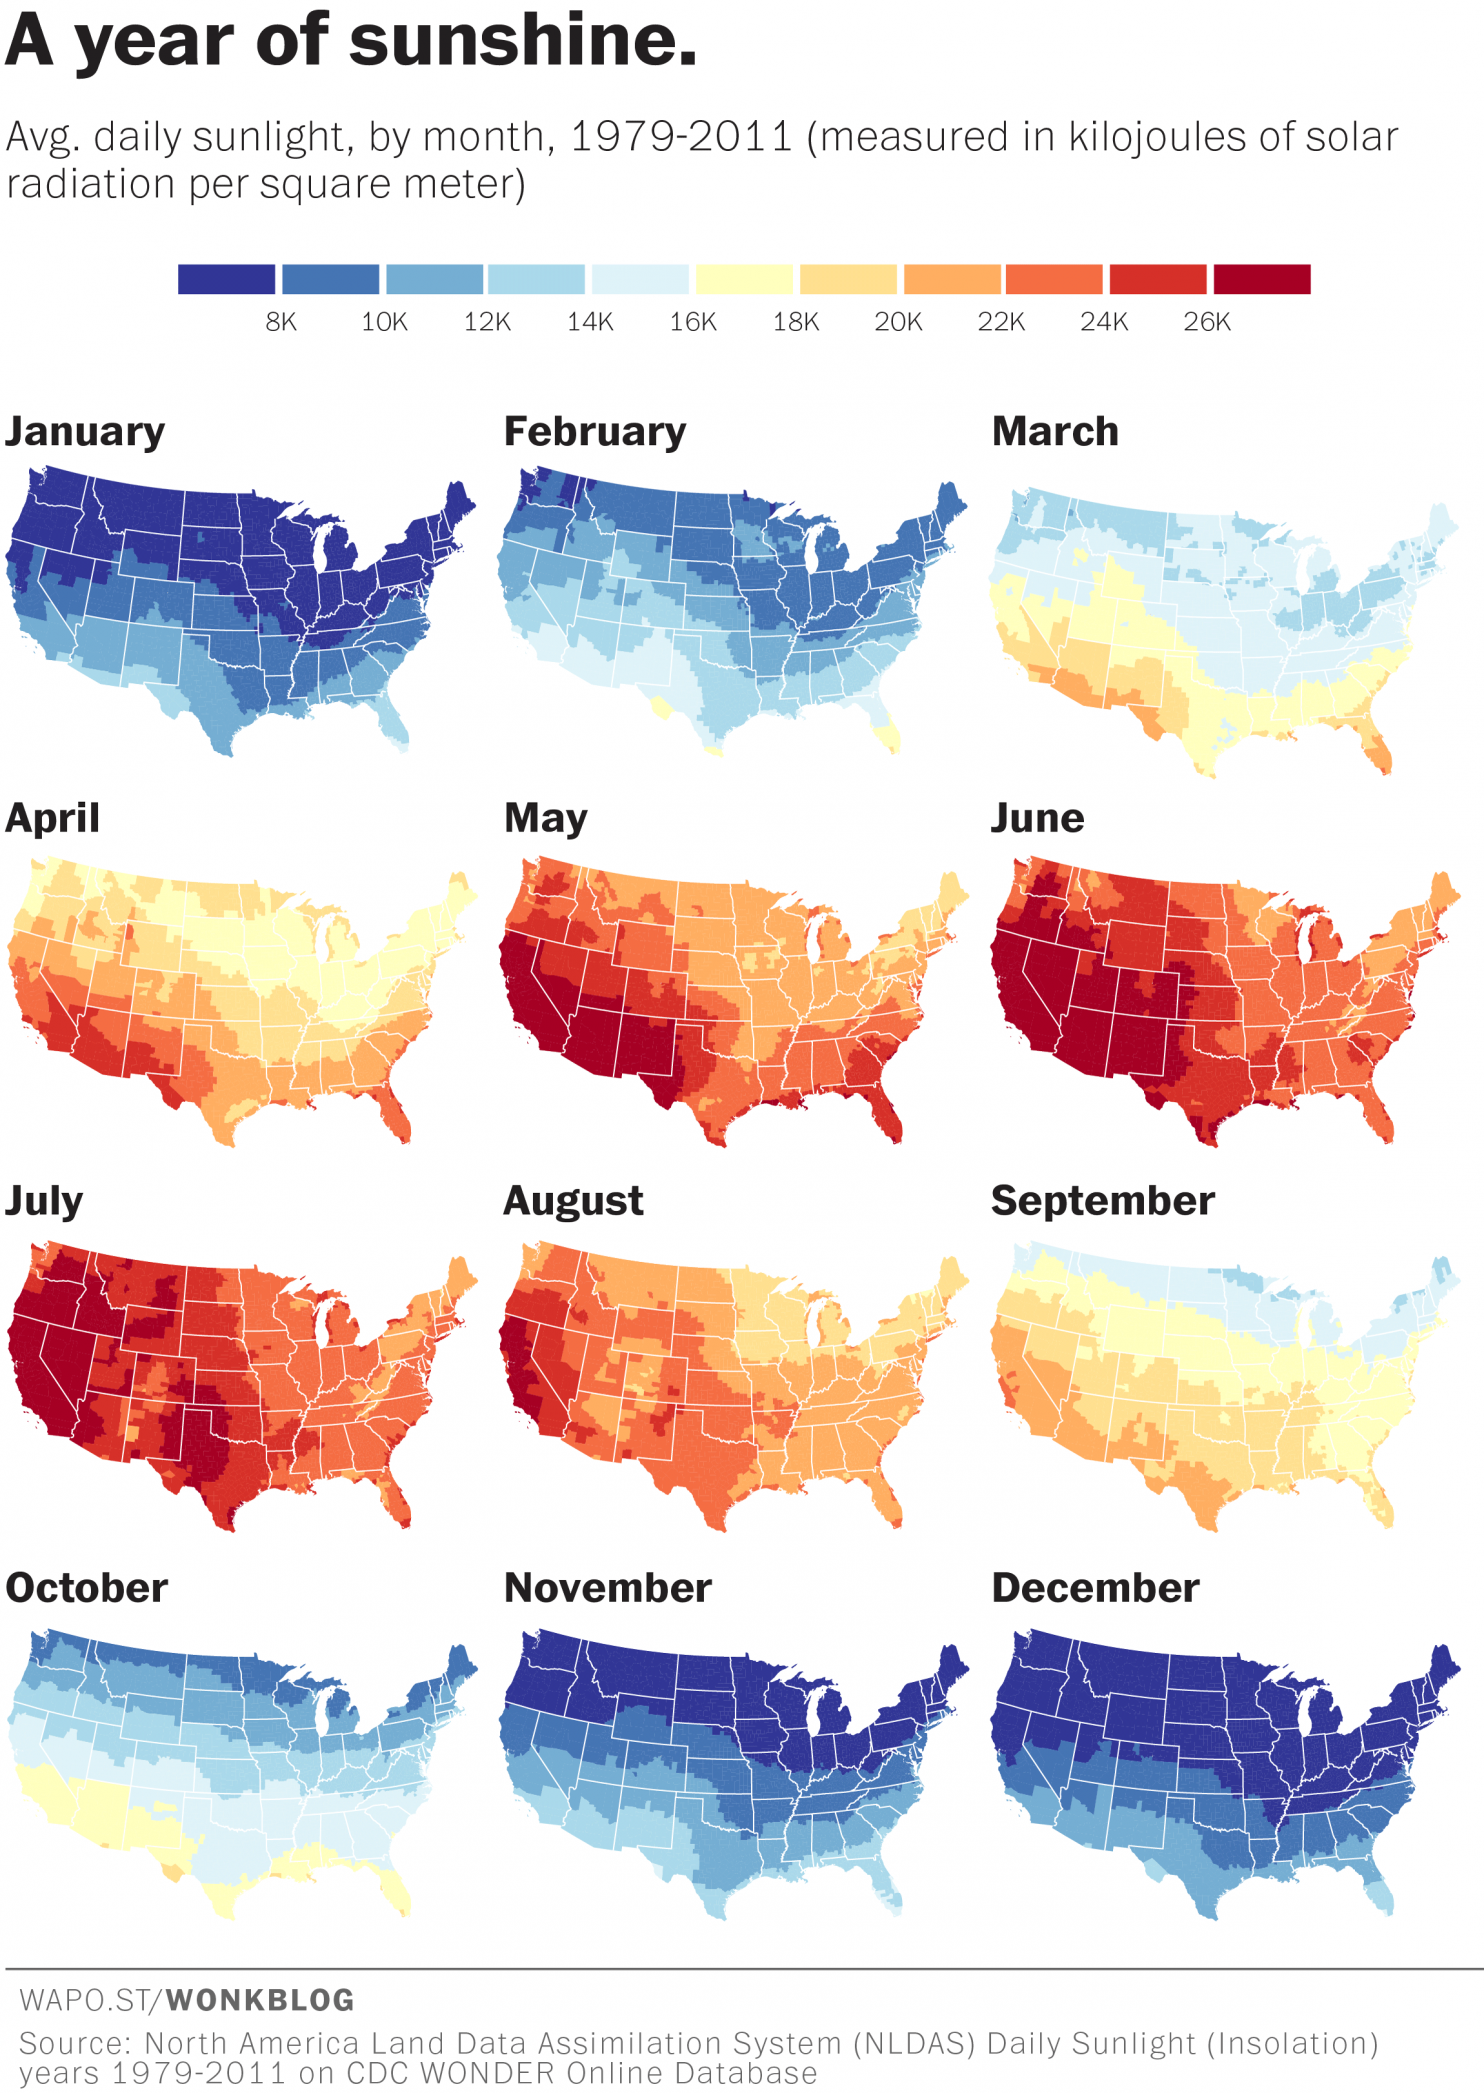 A year of sunshine.
Avg. daily sunlight, by month, 1979-2011 (measured in kilojoules of solar
radiation per square meter)
8K 10K 12K 14K 16K 18K 20K 22K 24K 26K
January February March
April May June
July August September
October November December
WAPO.ST/WONKBLOG
Source: North America Land Data Assimilation System (NLDAS) Daily Sunlight (Insolation)
years 1979-2011 on CDC WONDER Online Database